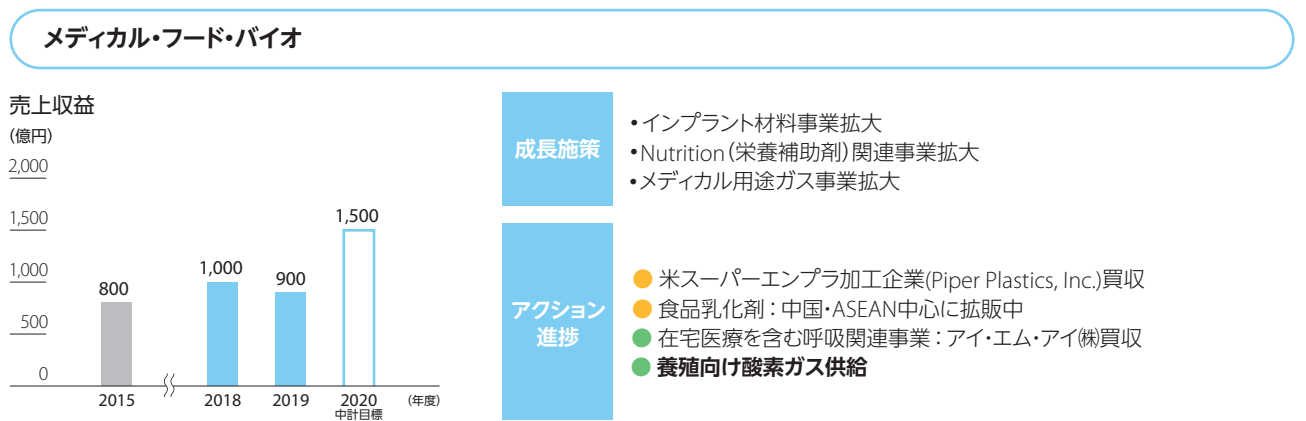 メディカル・フード・バイオ
売上収益
（億円）
2,000
1,500
1,000
500
0
800
1,000
900
1,500
2015
2018
2019
2020
中計目標
（年度）
成長施策
•インプラント材料事業拡大
•Nutrition（栄養補助剤）関連事業拡大
•メディカル用途ガス事業拡大
アクション
進捗
● 米スーパーエンプラ加工企業(Piper Plastics, Inc.)買収
● 食品乳化剤：中国・ASEAN中心に拡販中
● 在宅医療を含む呼吸関連事業：アイ・エム・アイ㈱買収
● 養殖向け酸素ガス供給